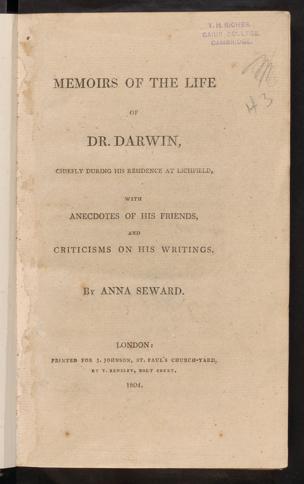 T. H. RICHES,
CAIUS COLLEGE,
CAMBRIDGE.
H3
MEMOIRS OF THE LIFE
OF
DR. DARWIN,
CHIEFLY DURING HIS RESIDENCE AT LICHFIELD,
WITH
ANECDOTES OF HIS FRIENDS,
AND
CRITICISMS ON HIS WRITINGS.
BY ANNA SEWARD.
LONDON:
PRINTED FOR J. JOHNSON, ST. PAUL'S CHURCH-YARD,
BY T. BENSLEY, BOLT COURT.
1804.